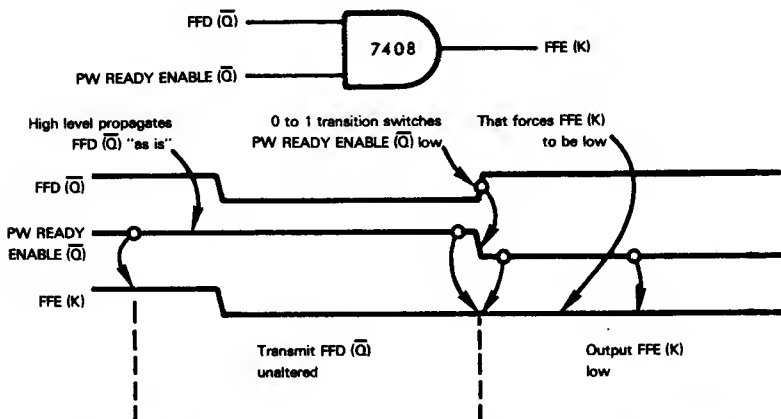 FFD (Q̅)
7408
FFE (K)
PW READY ENABLE (Q̅)
High level propagates
FFD (Q̅) "as is"
0 to 1 transition switches
PW READY ENABLE (Q̅) low
That forces FFE (K)
to be low
FFD (Q̅)
PW READY
ENABLE (Q̅)
FFE (K)
Transmit FFD (Q̅)
unaltered
Output FFE (K)
low